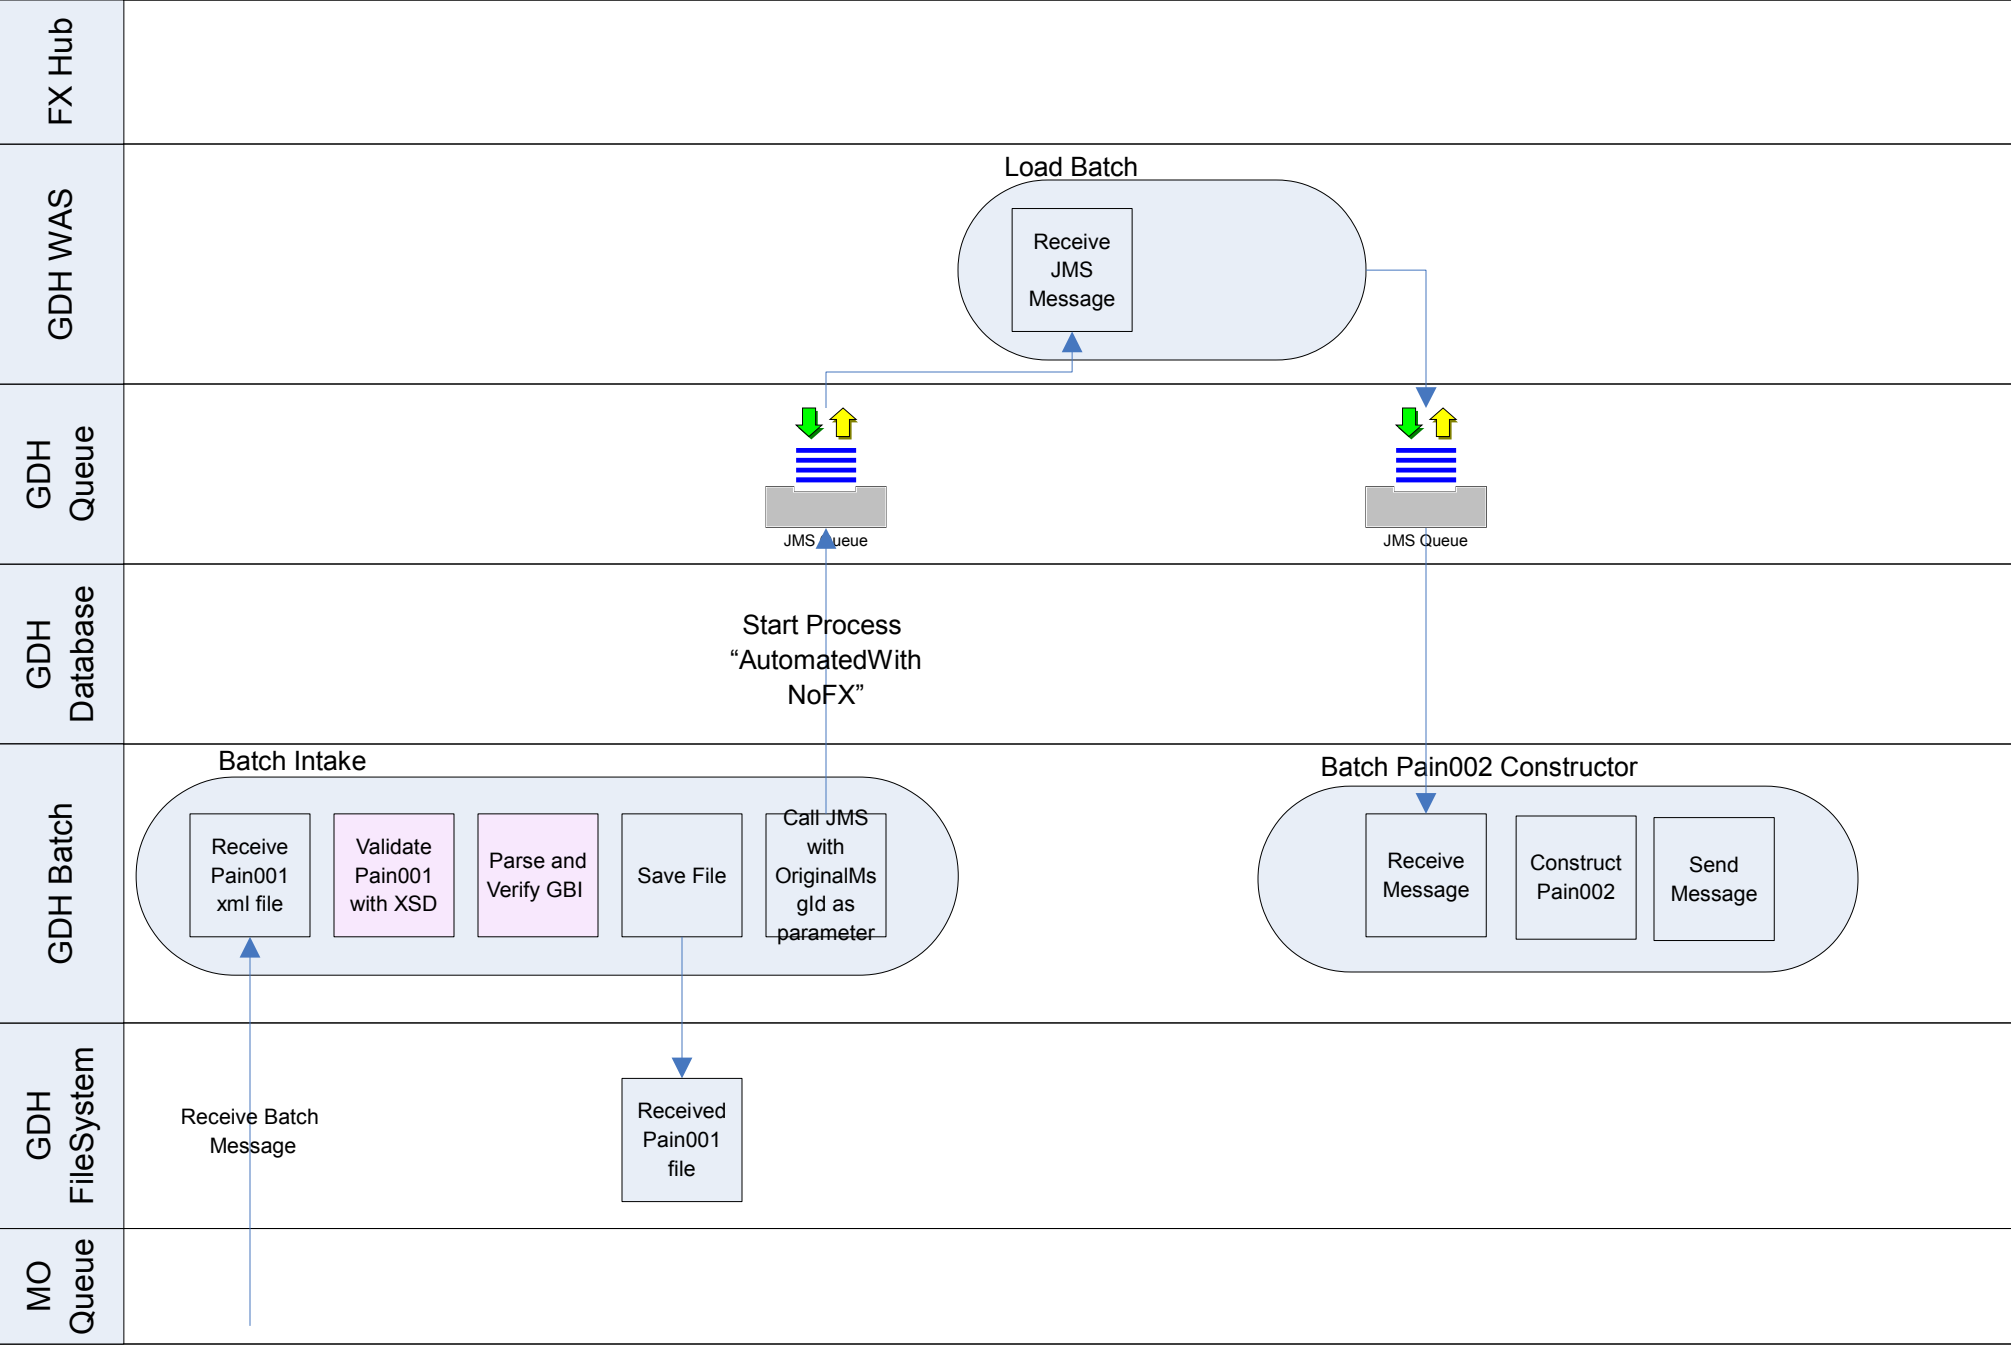 FX Hub
GDH WAS
Load Batch
Receive
JMS
Message
GDH
Queue
JMS Queue
JMS Queue
GDH
Database
Start Process
“AutomatedWith
NoFX”
GDH Batch
Batch Intake
Receive
Pain001
xml file
Validate
Pain001
with XSD
Parse and
Verify GBI
Save File
Call JMS
with
OriginalMs
gId as
parameter
Batch Pain002 Constructor
Receive
Message
Construct
Pain002
Send
Message
GDH
FileSystem
Receive Batch
Message
Received
Pain001
file
MO
Queue